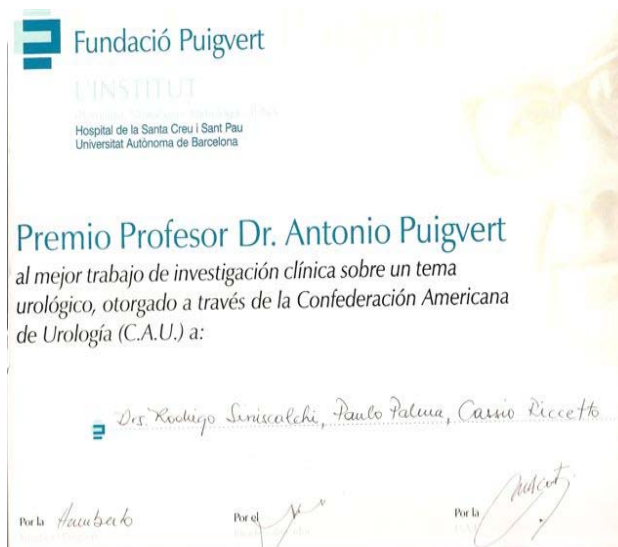 Fundació Puigvert
L'INSTITUT
Hospital de la Santa Creu i Sant Pau
Universitat Autònoma de Barcelona
Premio Profesor Dr. Antonio Puigvert
al mejor trabajo de investigación clínica sobre un tema
urológico, otorgado a través de la Confederación Americana
de Urología (C.A.U.) a:
Drs. Rodrigo Siniscalchi, Paulo Palma, Cassio Riccetto
Por la
Por el
Por la